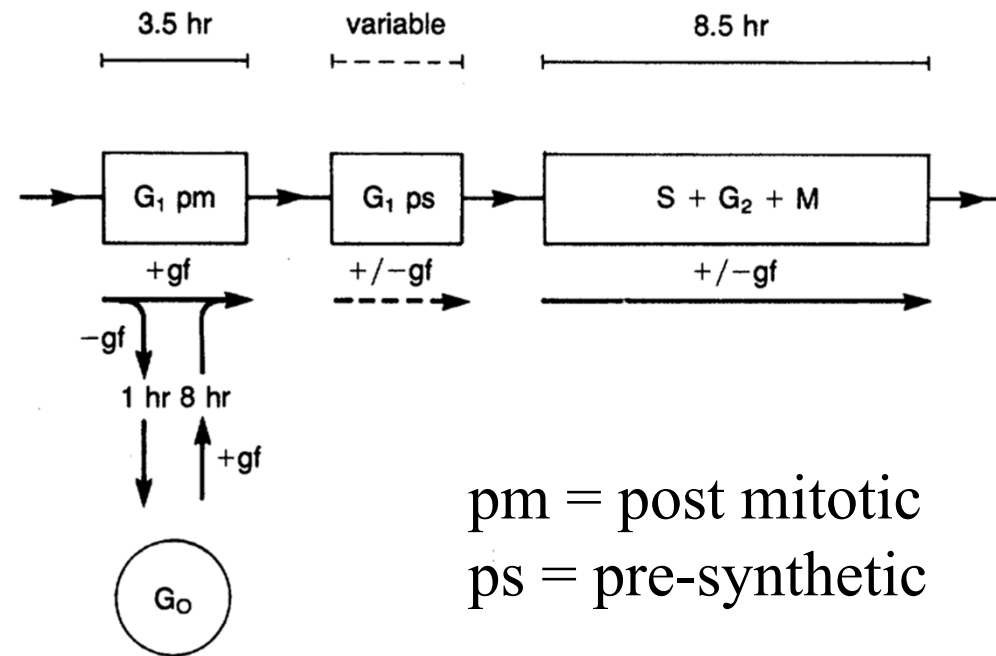 3.5 hr variable 8.5 hr
G₁ pm G₁ ps S + G₂ + M
+gf +/−gf +/−gf
−gf
1 hr 8 hr
+gf
pm = post mitotic
ps = pre-synthetic
G₀